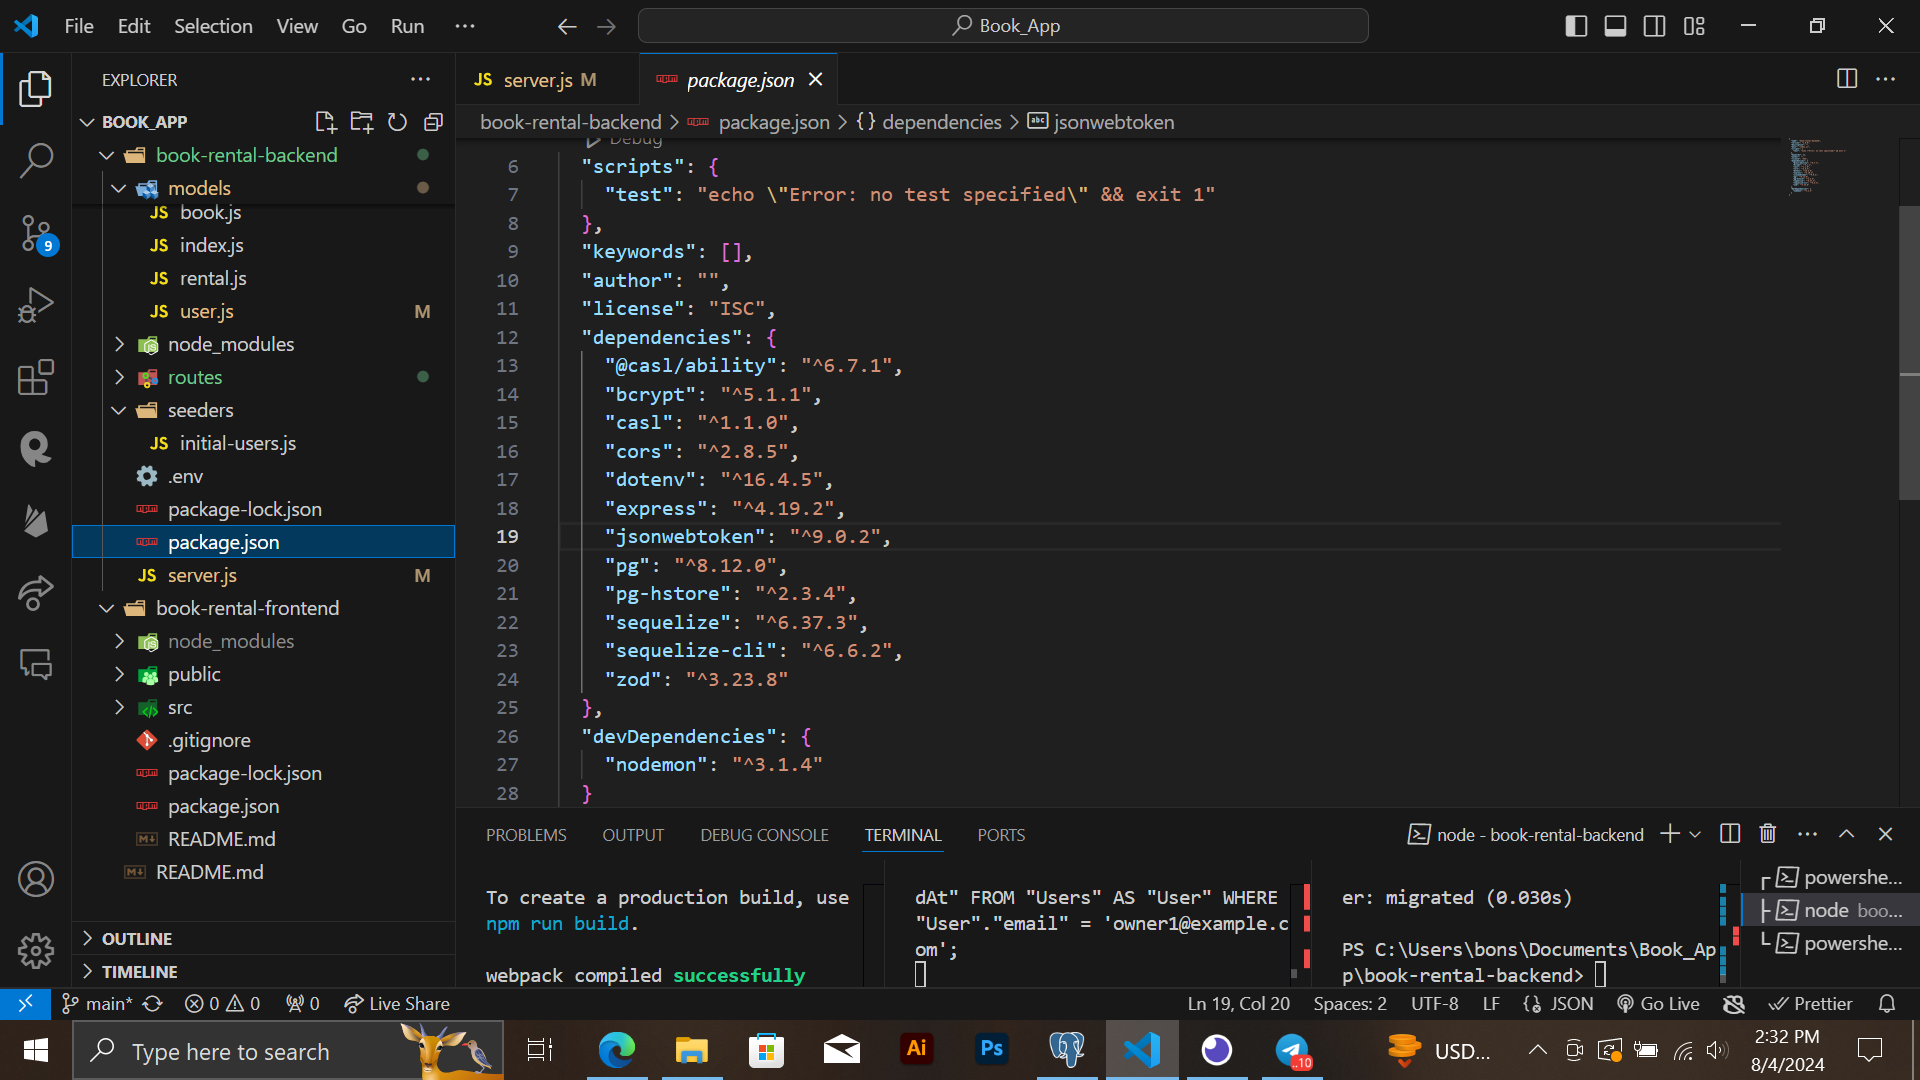 File Edit Selection View Go Run ···
Book_App
EXPLORER
BOOK_APP
book-rental-backend
models
JS book.js
JS index.js
JS rental.js
JS user.js M
node_modules
routes
seeders
JS initial-users.js
.env
package-lock.json
package.json
JS server.js M
book-rental-frontend
node_modules
public
src
.gitignore
package-lock.json
package.json
README.md
README.md
OUTLINE
TIMELINE
9
JS server.js M
package.json
book-rental-backend > package.json > {} dependencies > abc jsonwebtoken
Debug
6 "scripts": {
7 "test": "echo \"Error: no test specified\" && exit 1"
8 },
9 "keywords": [],
10 "author": "",
11 "license": "ISC",
12 "dependencies": {
13 "@casl/ability": "^6.7.1",
14 "bcrypt": "^5.1.1",
15 "casl": "^1.1.0",
16 "cors": "^2.8.5",
17 "dotenv": "^16.4.5",
18 "express": "^4.19.2",
19 "jsonwebtoken": "^9.0.2",
20 "pg": "^8.12.0",
21 "pg-hstore": "^2.3.4",
22 "sequelize": "^6.37.3",
23 "sequelize-cli": "^6.6.2",
24 "zod": "^3.23.8"
25 },
26 "devDependencies": {
27 "nodemon": "^3.1.4"
28 }
PROBLEMS OUTPUT DEBUG CONSOLE TERMINAL PORTS
node - book-rental-backend
To create a production build, use
npm run build.
webpack compiled successfully
dAt" FROM "Users" AS "User" WHERE
"User"."email" = 'owner1@example.c
om';
er: migrated (0.030s)
PS C:\Users\bons\Documents\Book_Ap
p\book-rental-backend>
powershe...
node boo...
powershe...
main* 0 0 0 Live Share
Ln 19, Col 20 Spaces: 2 UTF-8 LF {} JSON Go Live Prettier
Type here to search
Ai
Ps
..10
USD...
2:32 PM
8/4/2024